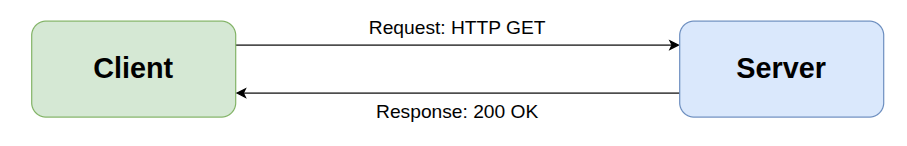 Request: HTTP GET
Client
Server
Response: 200 OK